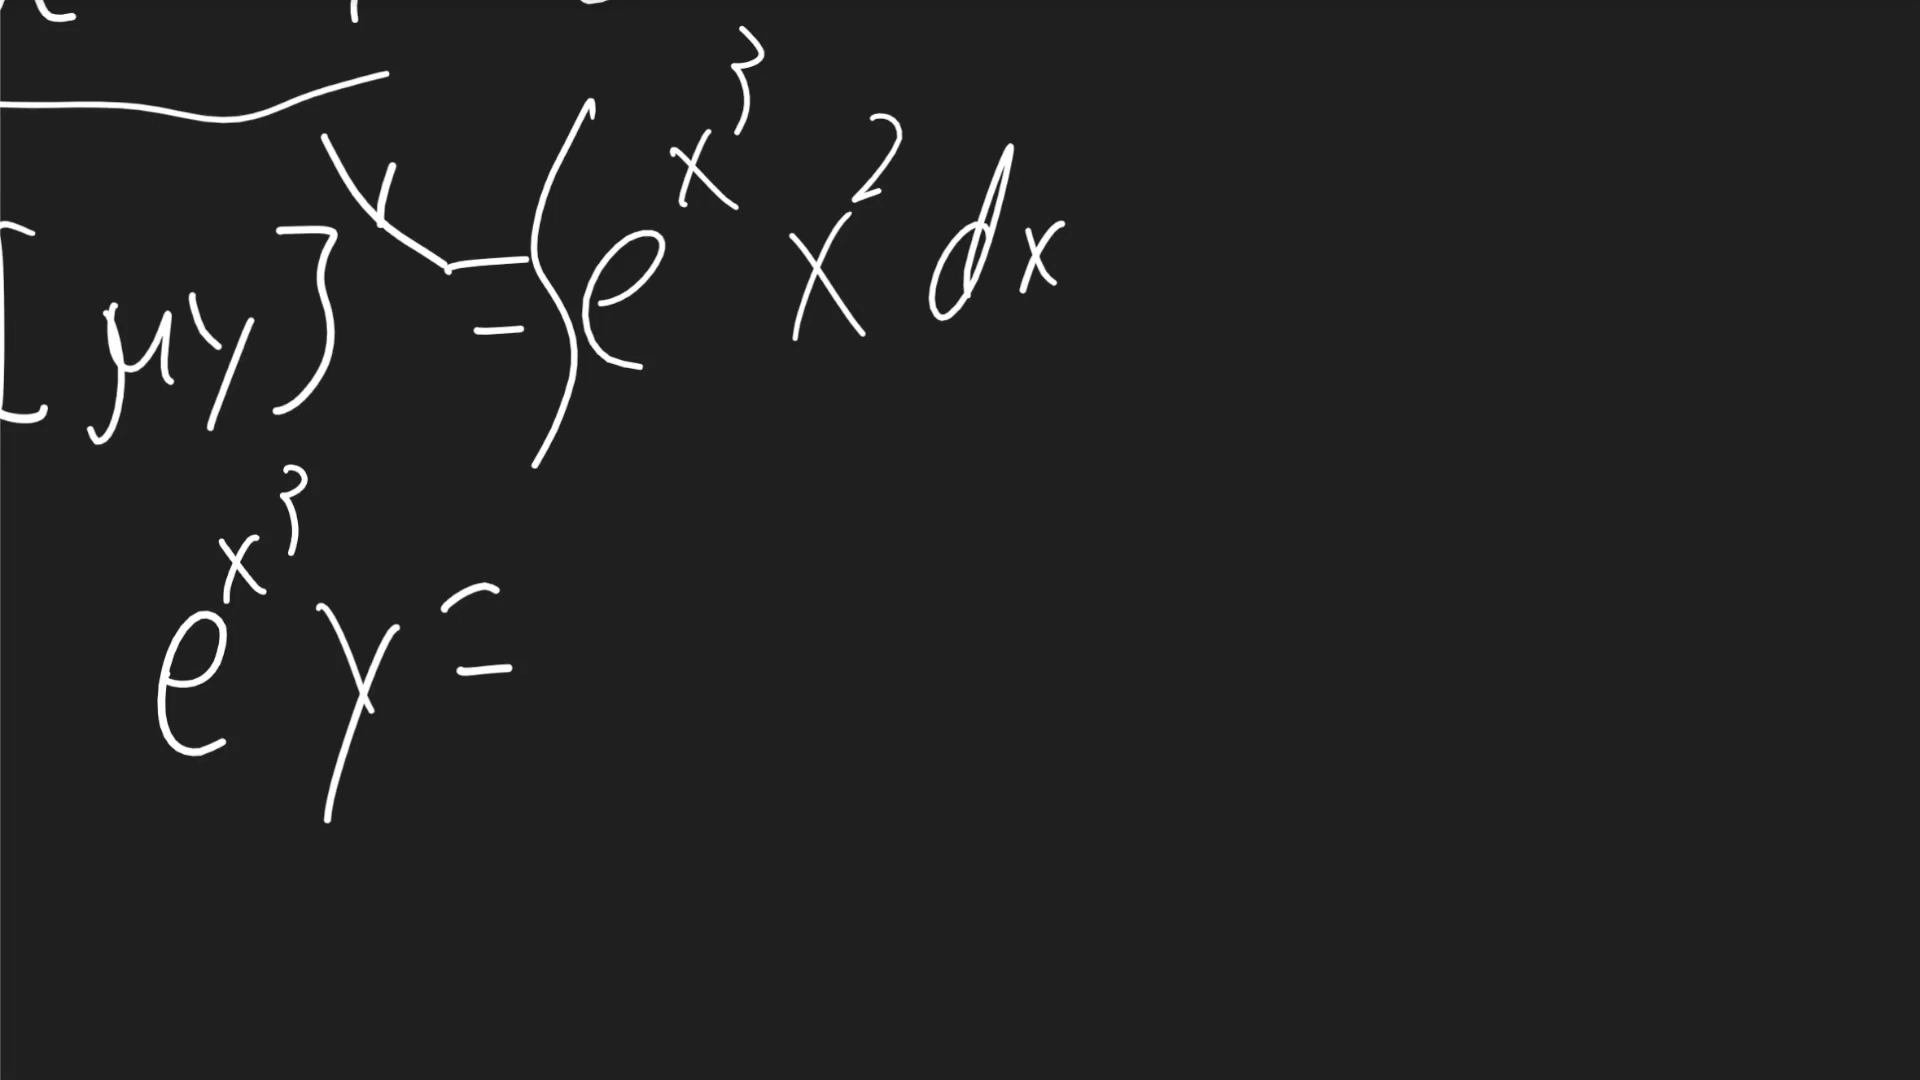 [μy]' = ∫e^x³ x² dx
e^x³ y =